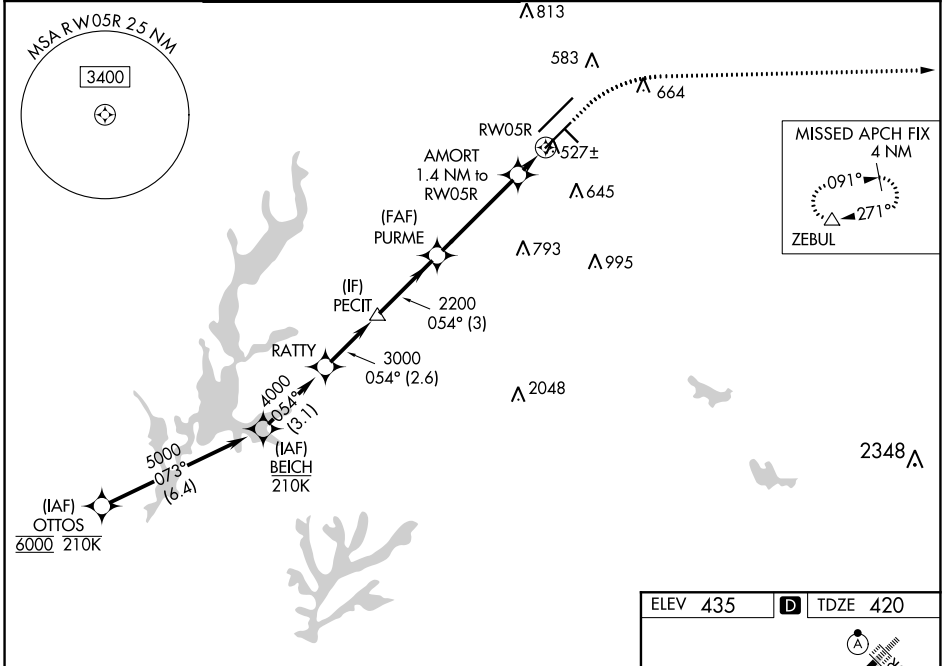 MSA RW05R 25 NM
3400
813
583
664
RW05R
527±
AMORT
1.4 NM to
RW05R
645
MISSED APCH FIX
4 NM
091°
271°
ZEBUL
(FAF)
PURME
793
995
(IF)
PECIT
2200
054° (3)
RATTY
3000
054° (2.6)
4000
054°
(3.1)
2048
(IAF)
BEICH
210K
5000
073°
(6.4)
2348
(IAF)
OTTOS
6000 210K
ELEV 435 D TDZE 420
A